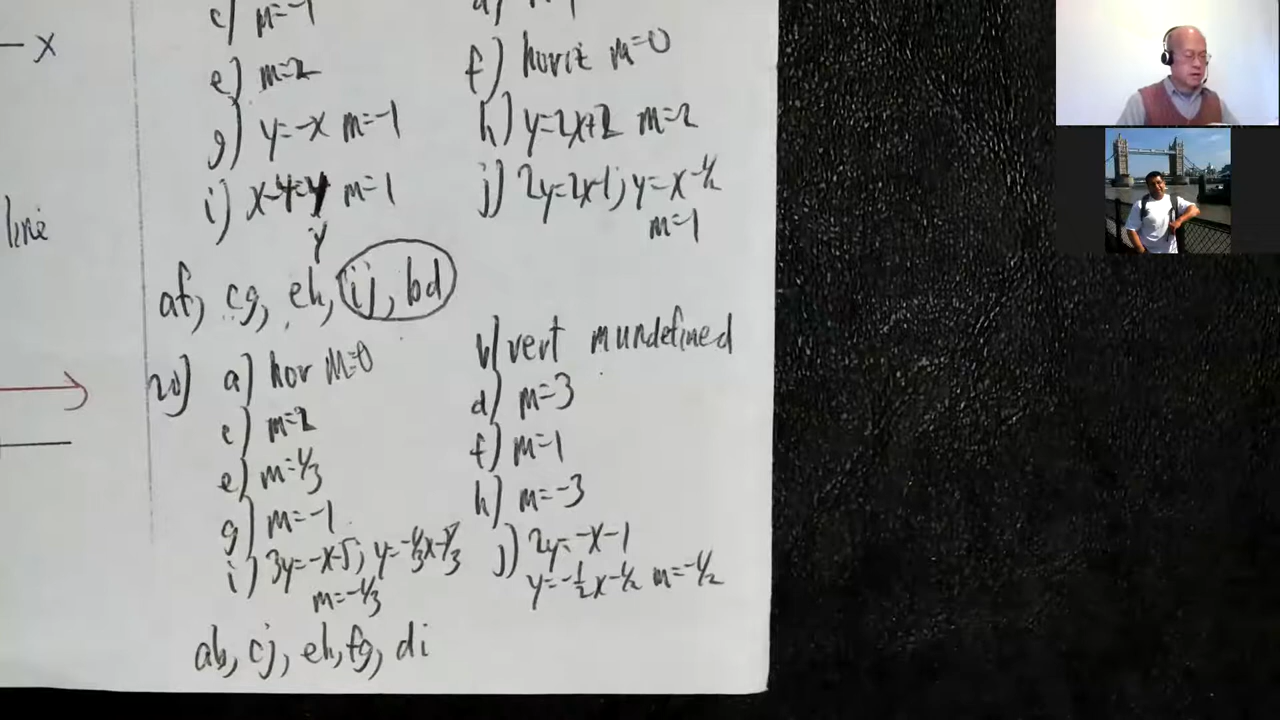 x
line
c) m=-1
e) m=2
f) horiz m=0
g) y=-x m=-1
h) y=2x+2 m=2
i) x-4=y m=1
y
j) 2y=2x-1; y=x-1/2
m=1
af, cg, eh, ij, bd
20) a) hor m=0
b) vert m undefined
c) m=2
d) m=3
e) m=1/3
f) m=1
g) m=-1
h) m=-3
i) 3y=-x-5; y=-1/3x-5/3
m=-1/3
j) 2y=-x-1
y=-1/2x-1/2 m=-1/2
ab, cj, eh, fg, di